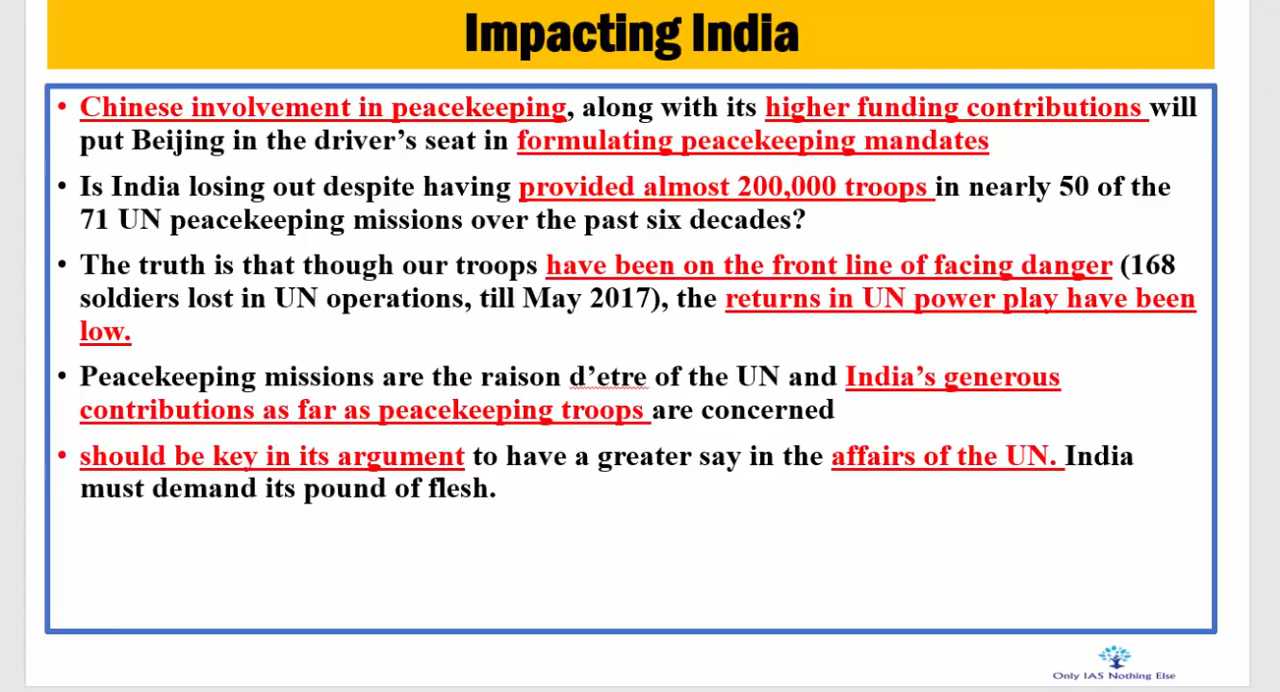 Impacting India
• Chinese involvement in peacekeeping, along with its higher funding contributions will
put Beijing in the driver's seat in formulating peacekeeping mandates
• Is India losing out despite having provided almost 200,000 troops in nearly 50 of the
71 UN peacekeeping missions over the past six decades?
• The truth is that though our troops have been on the front line of facing danger (168
soldiers lost in UN operations, till May 2017), the returns in UN power play have been
low.
• Peacekeeping missions are the raison d'etre of the UN and India's generous
contributions as far as peacekeeping troops are concerned
• should be key in its argument to have a greater say in the affairs of the UN. India
must demand its pound of flesh.
Only IAS Nothing Else